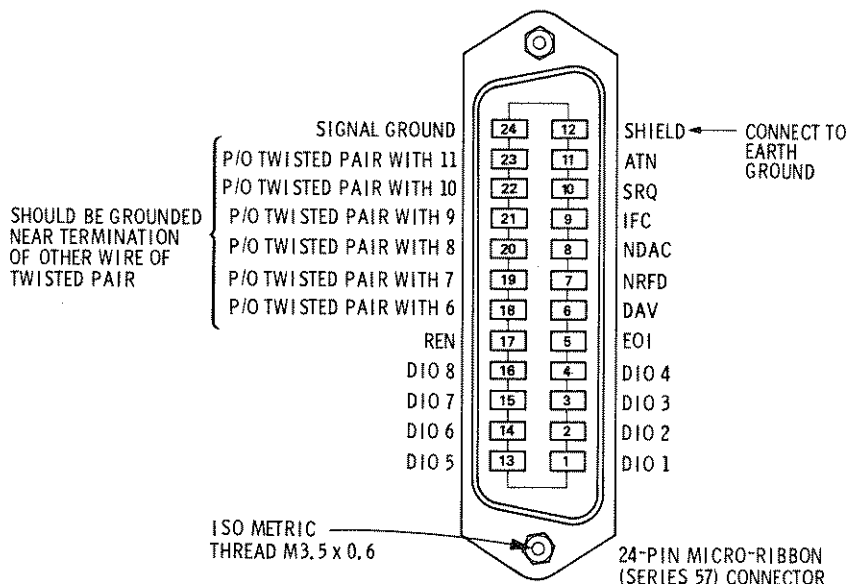 SIGNAL GROUND 24 12 SHIELD CONNECT TO
EARTH
GROUND
P/O TWISTED PAIR WITH 11 23 11 ATN
P/O TWISTED PAIR WITH 10 22 10 SRQ
P/O TWISTED PAIR WITH 9 21 9 IFC
P/O TWISTED PAIR WITH 8 20 8 NDAC
P/O TWISTED PAIR WITH 7 19 7 NRFD
P/O TWISTED PAIR WITH 6 18 6 DAV
SHOULD BE GROUNDED
NEAR TERMINATION
OF OTHER WIRE OF
TWISTED PAIR
REN 17 5 EOI
DIO 8 16 4 DIO 4
DIO 7 15 3 DIO 3
DIO 6 14 2 DIO 2
DIO 5 13 1 DIO 1
ISO METRIC
THREAD M3.5 x 0.6
24-PIN MICRO-RIBBON
(SERIES 57) CONNECTOR